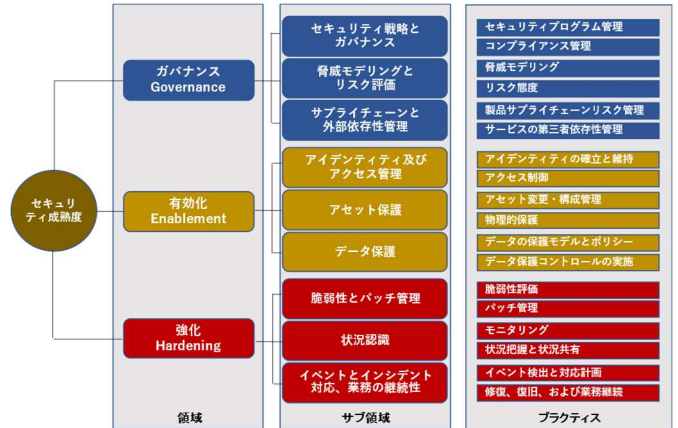 セキュリ
ティ成熟度
ガバナンス
Governance
有効化
Enablement
強化
Hardening
領域
セキュリティ戦略と
ガバナンス
脅威モデリングと
リスク評価
サプライチェーンと
外部依存性管理
アイデンティティ及び
アクセス管理
アセット保護
データ保護
脆弱性とパッチ管理
状況認識
イベントとインシデント
対応、業務の継続性
サブ領域
セキュリティプログラム管理
コンプライアンス管理
脅威モデリング
リスク態度
製品サプライチェーンリスク管理
サービスの第三者依存性管理
アイデンティティの確立と維持
アクセス制御
アセット変更・構成管理
物理的保護
データの保護モデルとポリシー
データ保護コントロールの実施
脆弱性評価
パッチ管理
モニタリング
状況把握と状況共有
イベント検出と対応計画
修復、復旧、および業務継続
プラクティス